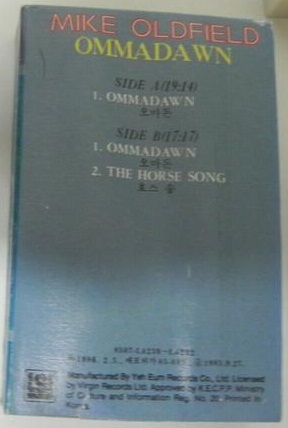 MIKE OLDFIELD
OMMADAWN
SIDE A(19:14)
1. OMMADAWN
오마돈
SIDE B(17:17)
1. OMMADAWN
오마돈
2. THE HORSE SONG
호스 송
Manufactured By Yeh Eum Records Co., Ltd. Licensed
by Virgin Records Ltd. Approved by K.E.C.P.P. Ministry
of Culture and Information Reg. No. 20. Printed in
Korea.